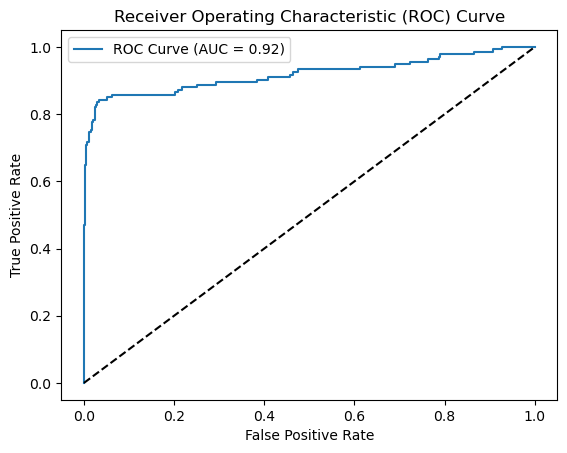 Receiver Operating Characteristic (ROC) Curve
ROC Curve (AUC = 0.92)
True Positive Rate
1.0
0.8
0.6
0.4
0.2
0.0
0.0 0.2 0.4 0.6 0.8 1.0
False Positive Rate